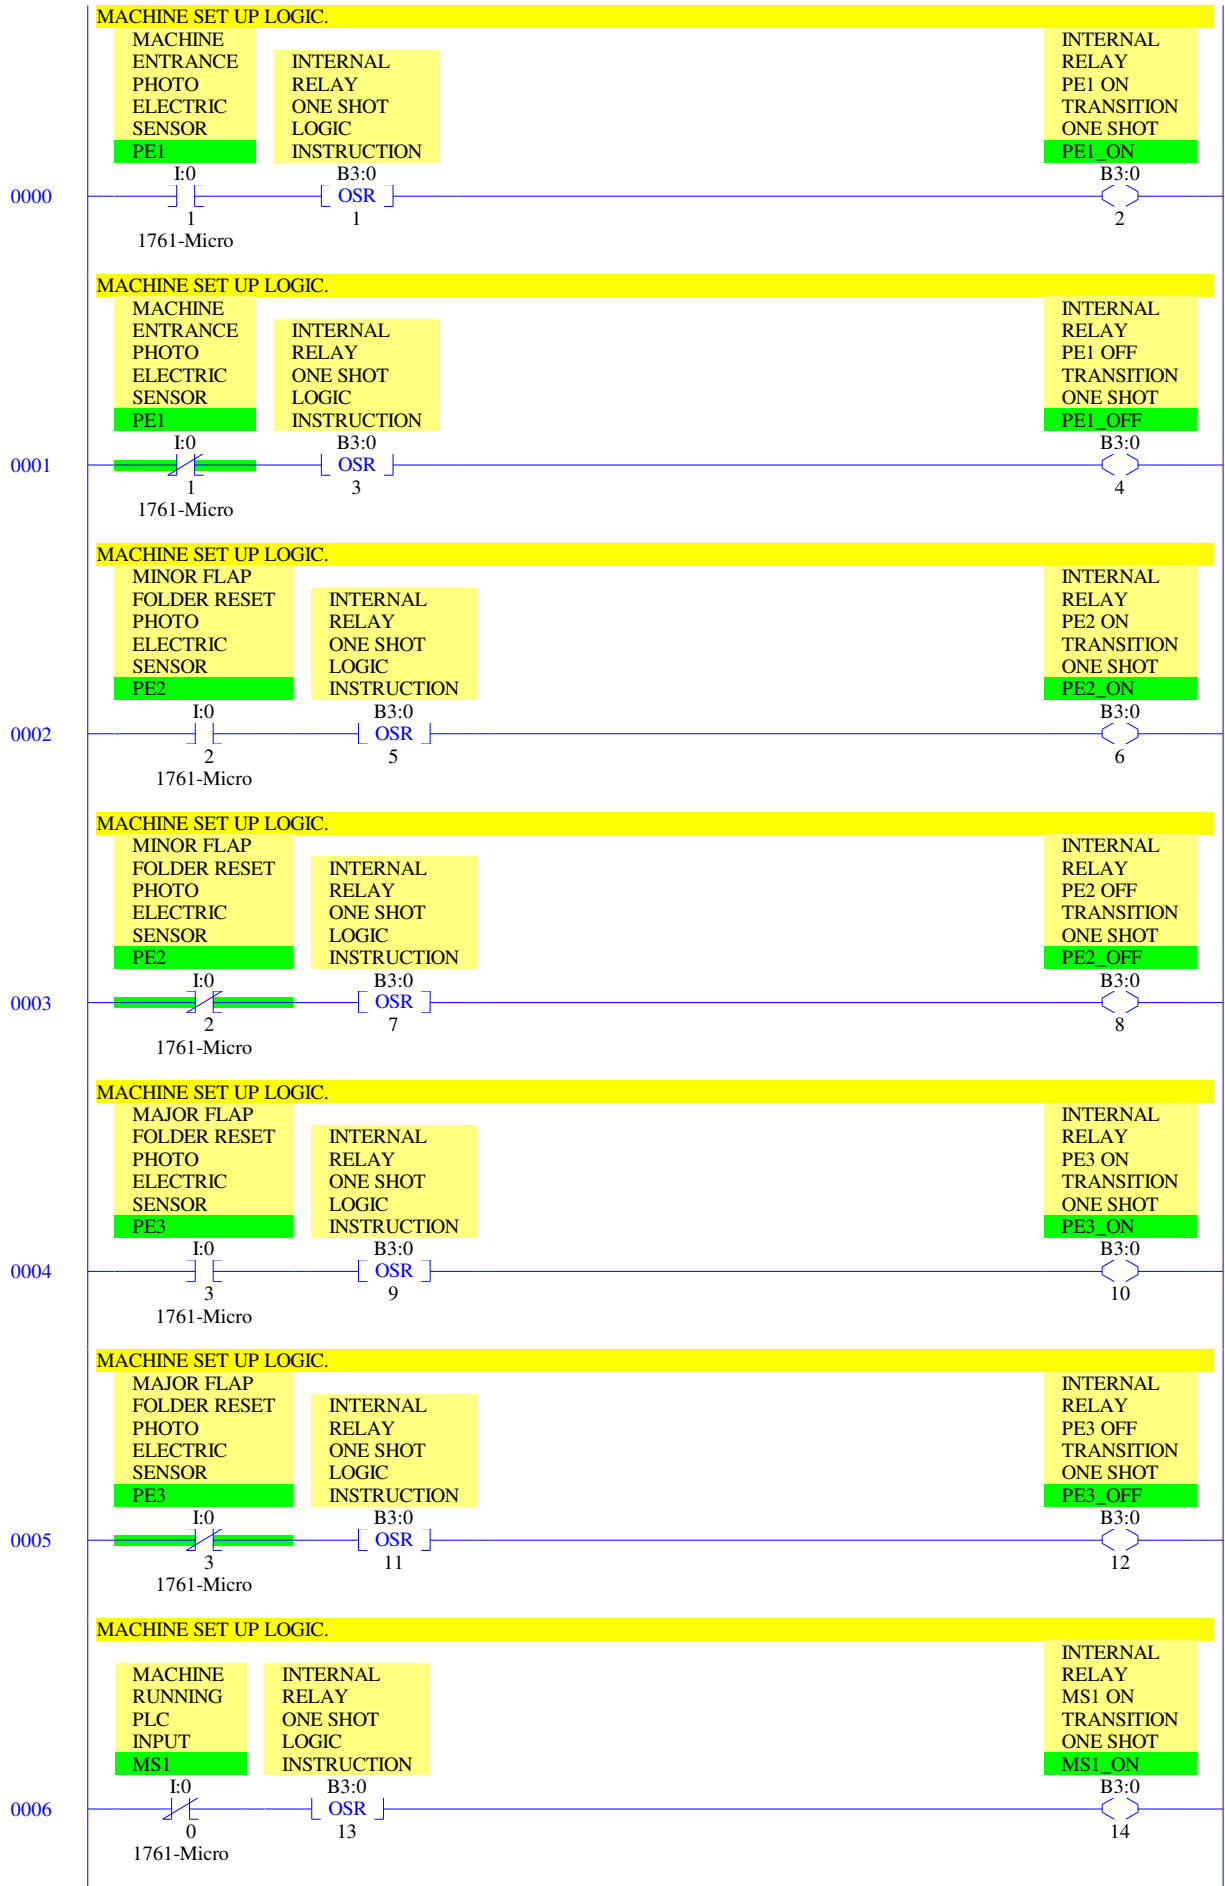 MACHINE SET UP LOGIC.
MACHINE
ENTRANCE
PHOTO
ELECTRIC
SENSOR
PE1
I:0
1
1761-Micro
INTERNAL
RELAY
ONE SHOT
LOGIC
INSTRUCTION
B3:0
OSR
1
INTERNAL
RELAY
PE1 ON
TRANSITION
ONE SHOT
PE1_ON
B3:0
2
0000
MACHINE SET UP LOGIC.
MACHINE
ENTRANCE
PHOTO
ELECTRIC
SENSOR
PE1
I:0
1
1761-Micro
INTERNAL
RELAY
ONE SHOT
LOGIC
INSTRUCTION
B3:0
OSR
3
INTERNAL
RELAY
PE1 OFF
TRANSITION
ONE SHOT
PE1_OFF
B3:0
4
0001
MACHINE SET UP LOGIC.
MINOR FLAP
FOLDER RESET
PHOTO
ELECTRIC
SENSOR
PE2
I:0
2
1761-Micro
INTERNAL
RELAY
ONE SHOT
LOGIC
INSTRUCTION
B3:0
OSR
5
INTERNAL
RELAY
PE2 ON
TRANSITION
ONE SHOT
PE2_ON
B3:0
6
0002
MACHINE SET UP LOGIC.
MINOR FLAP
FOLDER RESET
PHOTO
ELECTRIC
SENSOR
PE2
I:0
2
1761-Micro
INTERNAL
RELAY
ONE SHOT
LOGIC
INSTRUCTION
B3:0
OSR
7
INTERNAL
RELAY
PE2 OFF
TRANSITION
ONE SHOT
PE2_OFF
B3:0
8
0003
MACHINE SET UP LOGIC.
MAJOR FLAP
FOLDER RESET
PHOTO
ELECTRIC
SENSOR
PE3
I:0
3
1761-Micro
INTERNAL
RELAY
ONE SHOT
LOGIC
INSTRUCTION
B3:0
OSR
9
INTERNAL
RELAY
PE3 ON
TRANSITION
ONE SHOT
PE3_ON
B3:0
10
0004
MACHINE SET UP LOGIC.
MAJOR FLAP
FOLDER RESET
PHOTO
ELECTRIC
SENSOR
PE3
I:0
3
1761-Micro
INTERNAL
RELAY
ONE SHOT
LOGIC
INSTRUCTION
B3:0
OSR
11
INTERNAL
RELAY
PE3 OFF
TRANSITION
ONE SHOT
PE3_OFF
B3:0
12
0005
MACHINE SET UP LOGIC.
MACHINE
RUNNING
PLC
INPUT
MS1
I:0
0
1761-Micro
INTERNAL
RELAY
ONE SHOT
LOGIC
INSTRUCTION
B3:0
OSR
13
INTERNAL
RELAY
MS1 ON
TRANSITION
ONE SHOT
MS1_ON
B3:0
14
0006